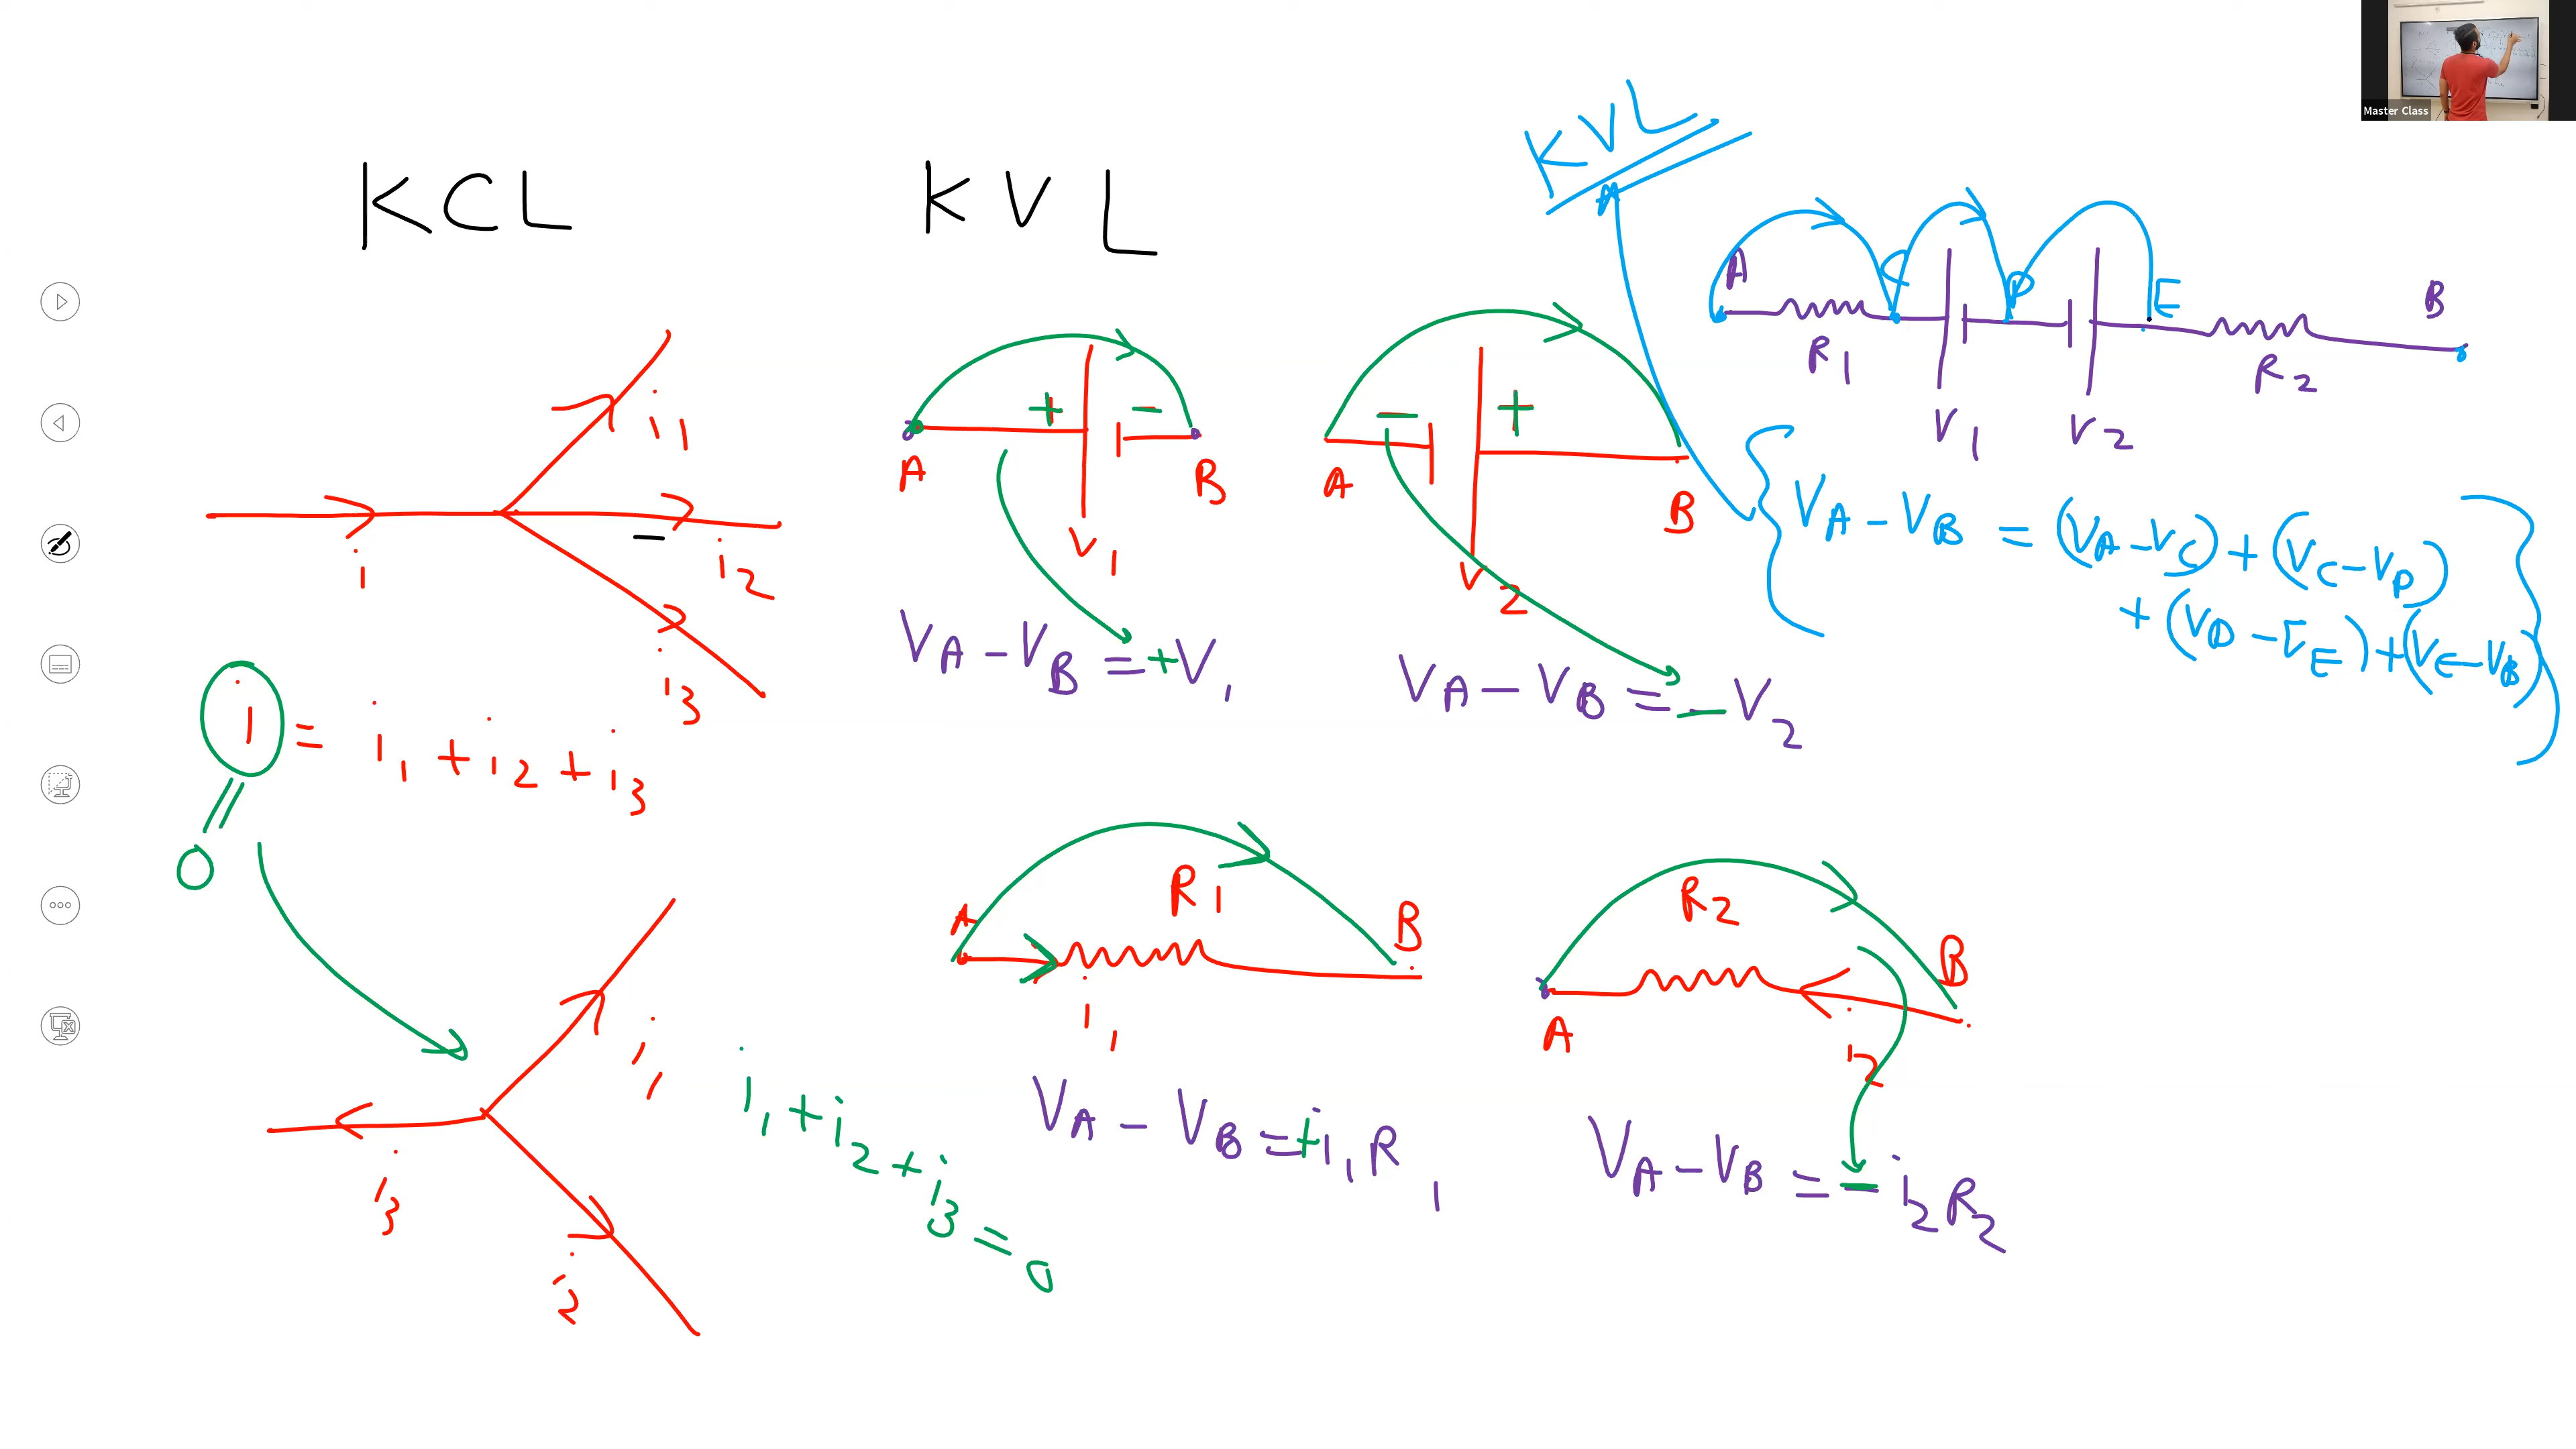 Master Class
KCL
KVL
KVL
i
i1
i2
i3
i = i1 + i2 + i3
0
i1
i3
i2
i1 + i2 + i3 = 0
+ -
A B
V1
VA - VB = +V1
- +
A B
V2
VA - VB = -V2
A C D E B
R1 R2
V1 V2
VA - VB = (VA - VC) + (VC - VD)
+ (VD - VE) + (VE - VB)
R1
A B
i1
VA - VB = +i1R1
R2
A B
i2
VA - VB = - i2R2